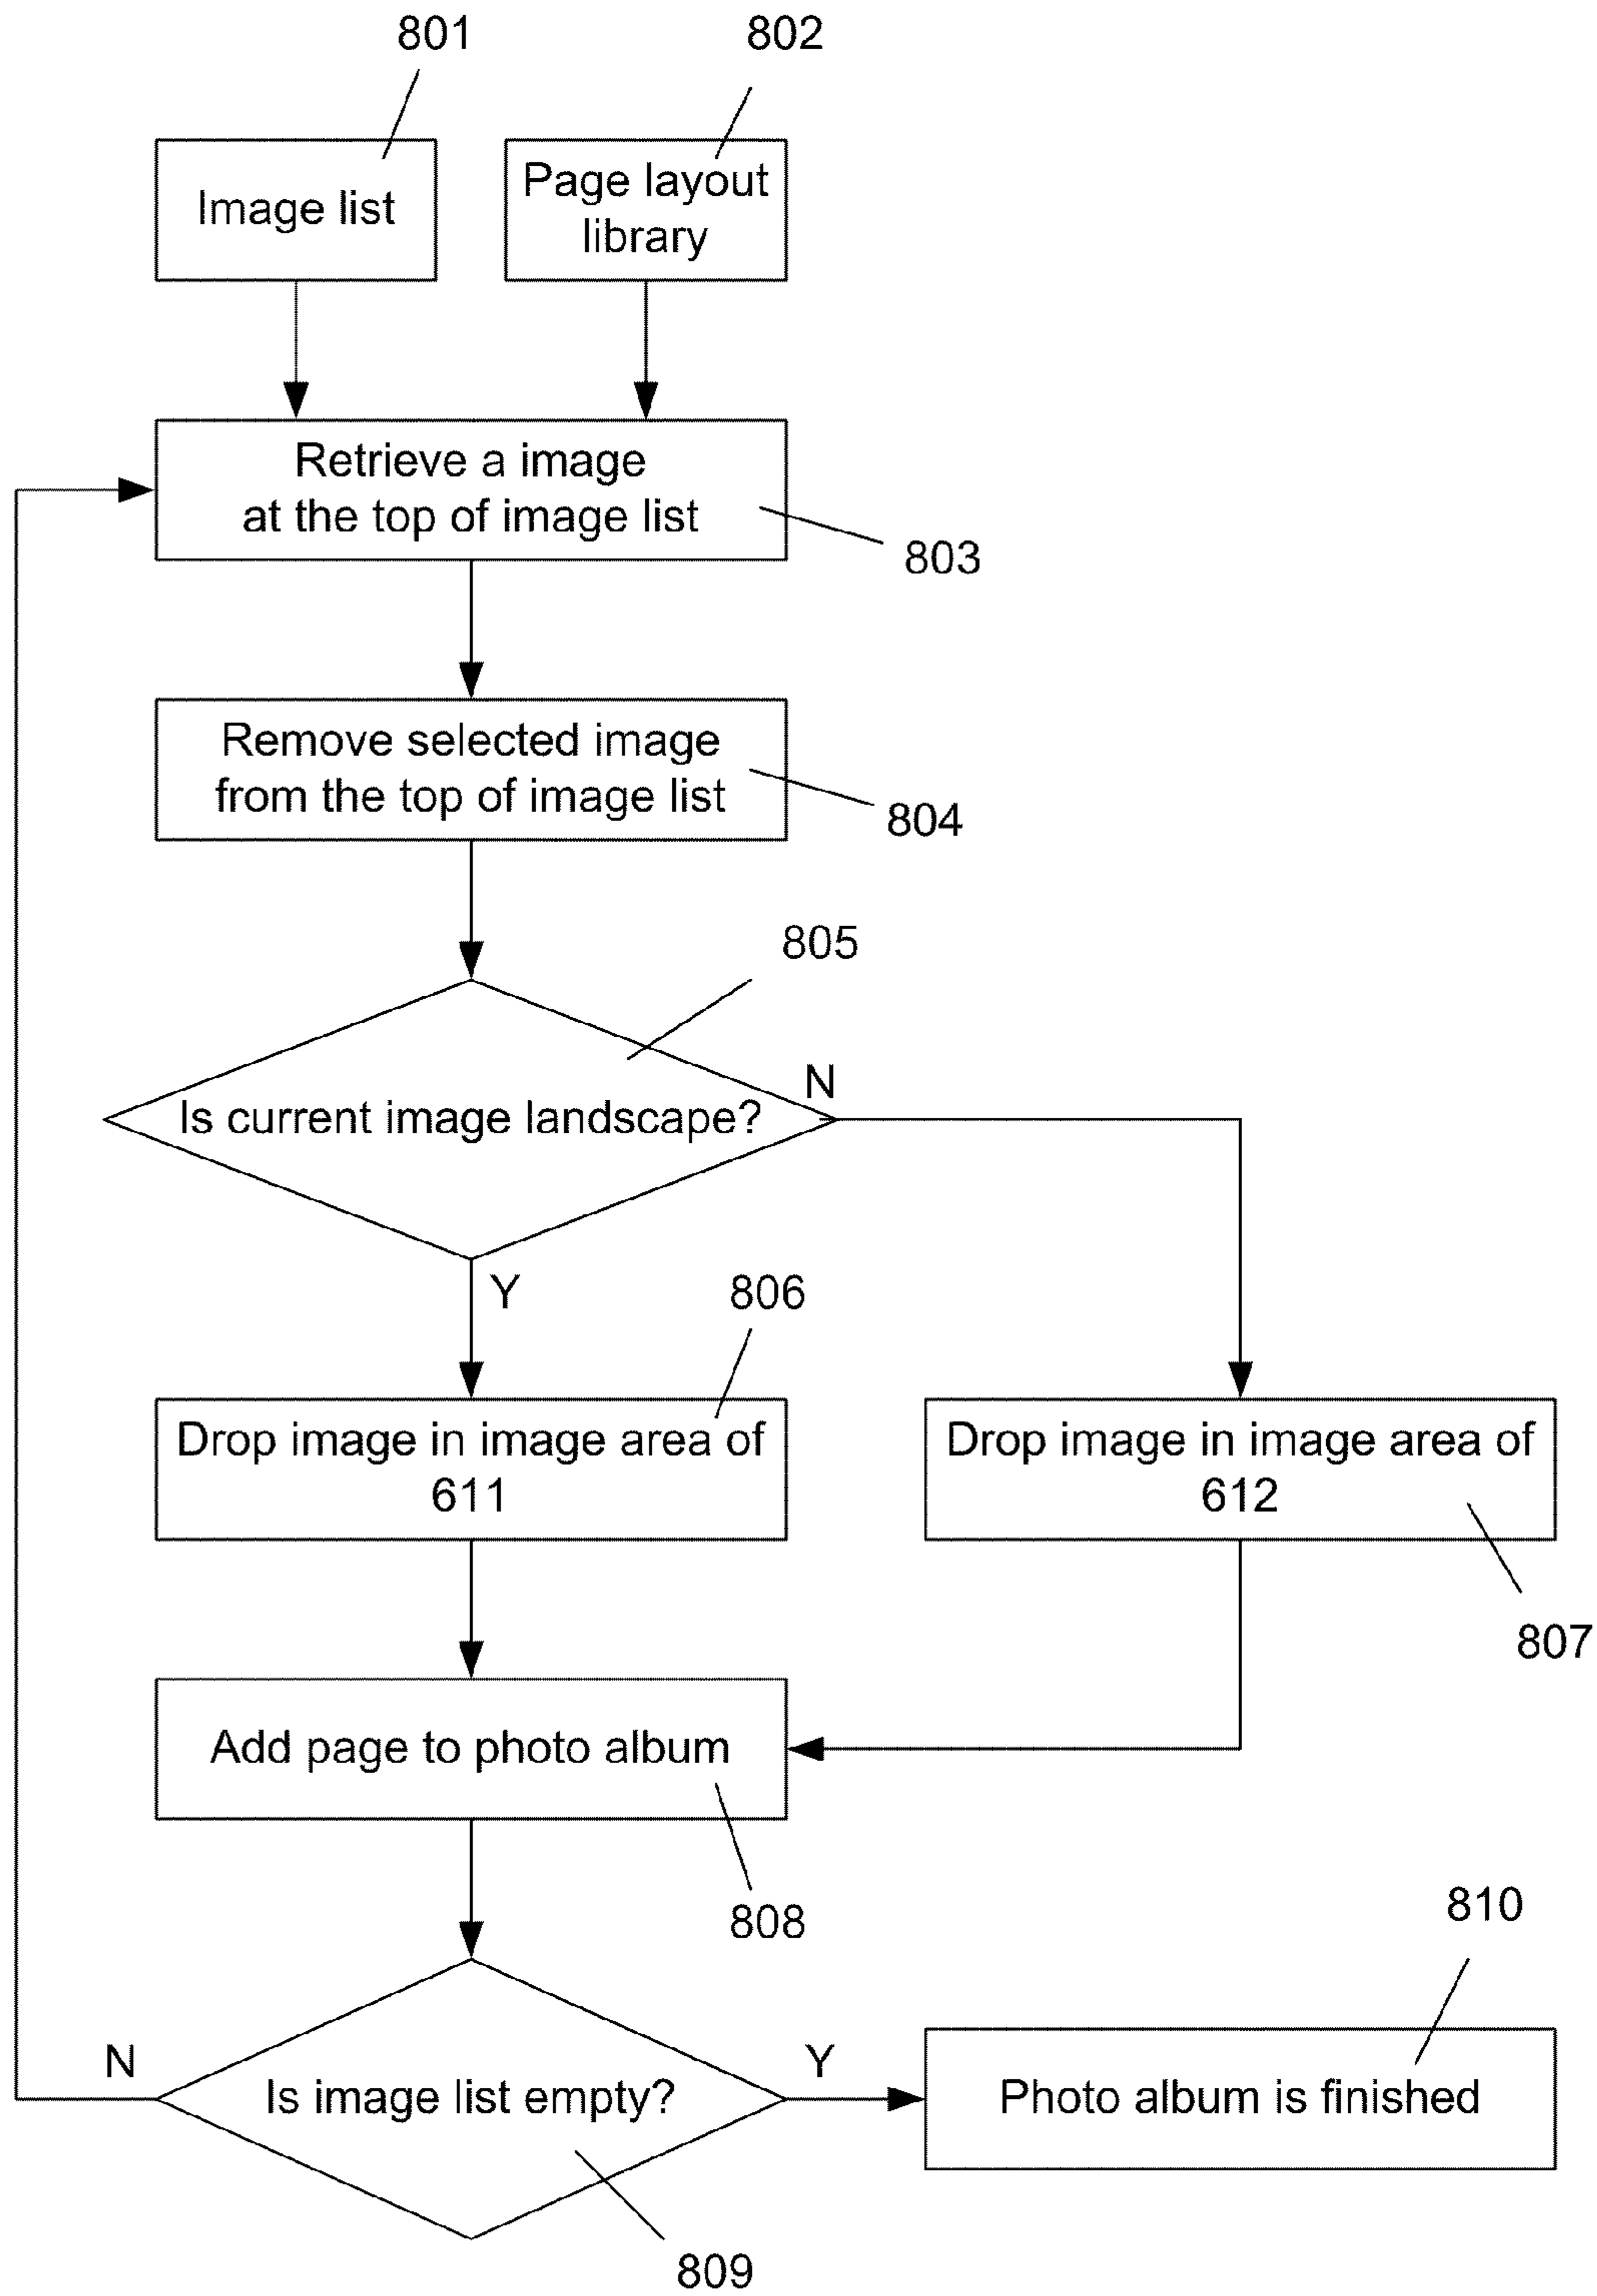 801
802
Image list
Page layout
library
Retrieve a image
at the top of image list
803
Remove selected image
from the top of image list
804
805
Is current image landscape?
N
Y
806
Drop image in image area of
611
Drop image in image area of
612
807
Add page to photo album
808
810
N
Is image list empty?
Y
Photo album is finished
809